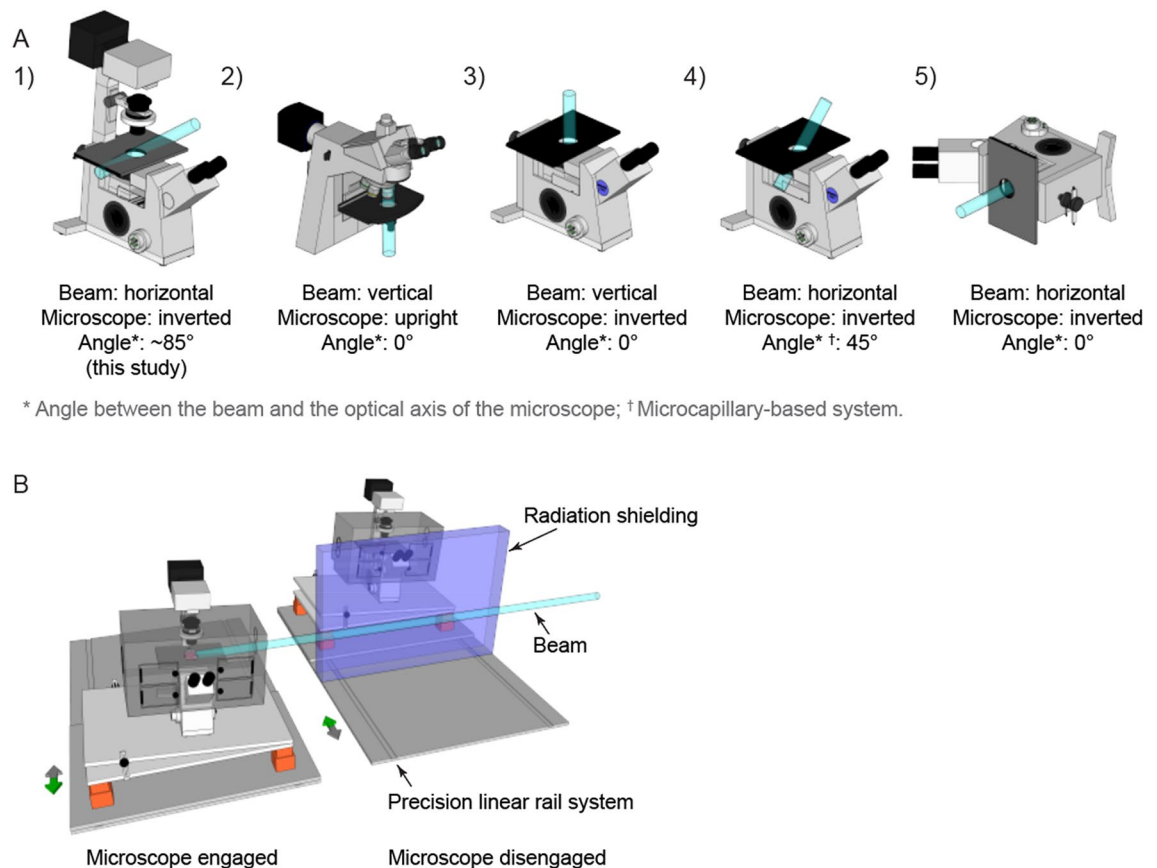 A
1)
2)
3)
4)
5)
Beam: horizontal
Microscope: inverted
Angle*: ~85°
(this study)
Beam: vertical
Microscope: upright
Angle*: 0°
Beam: vertical
Microscope: inverted
Angle*: 0°
Beam: horizontal
Microscope: inverted
Angle* †: 45°
Beam: horizontal
Microscope: inverted
Angle*: 0°
* Angle between the beam and the optical axis of the microscope; † Microcapillary-based system.
B
Radiation shielding
Beam
Precision linear rail system
Microscope engaged
Microscope disengaged